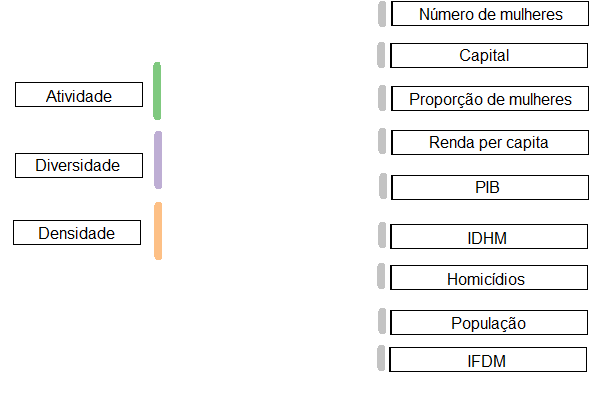 Atividade
Diversidade
Densidade
Número de mulheres
Capital
Proporção de mulheres
Renda per capita
PIB
IDHM
Homicídios
População
IFDM